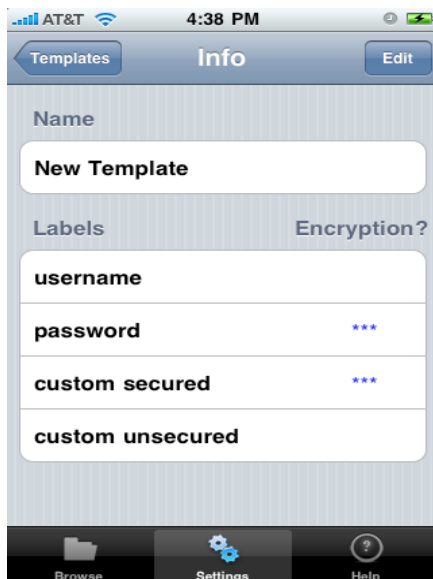 AT&T 4:38 PM
Templates Info Edit
Name
New Template
Labels Encryption?
username
password ***
custom secured ***
custom unsecured
Browse Settings Help